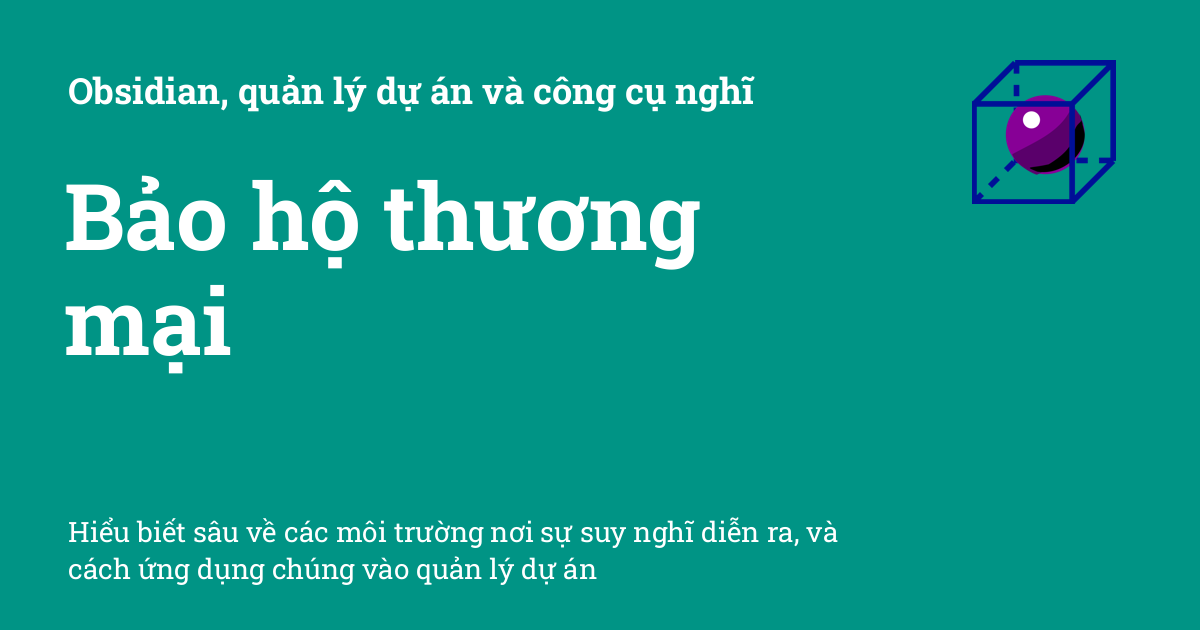 Obsidian, quản lý dự án và công cụ nghĩ
Bảo hộ thương
mại
Hiểu biết sâu về các môi trường nơi sự suy nghĩ diễn ra, và
cách ứng dụng chúng vào quản lý dự án